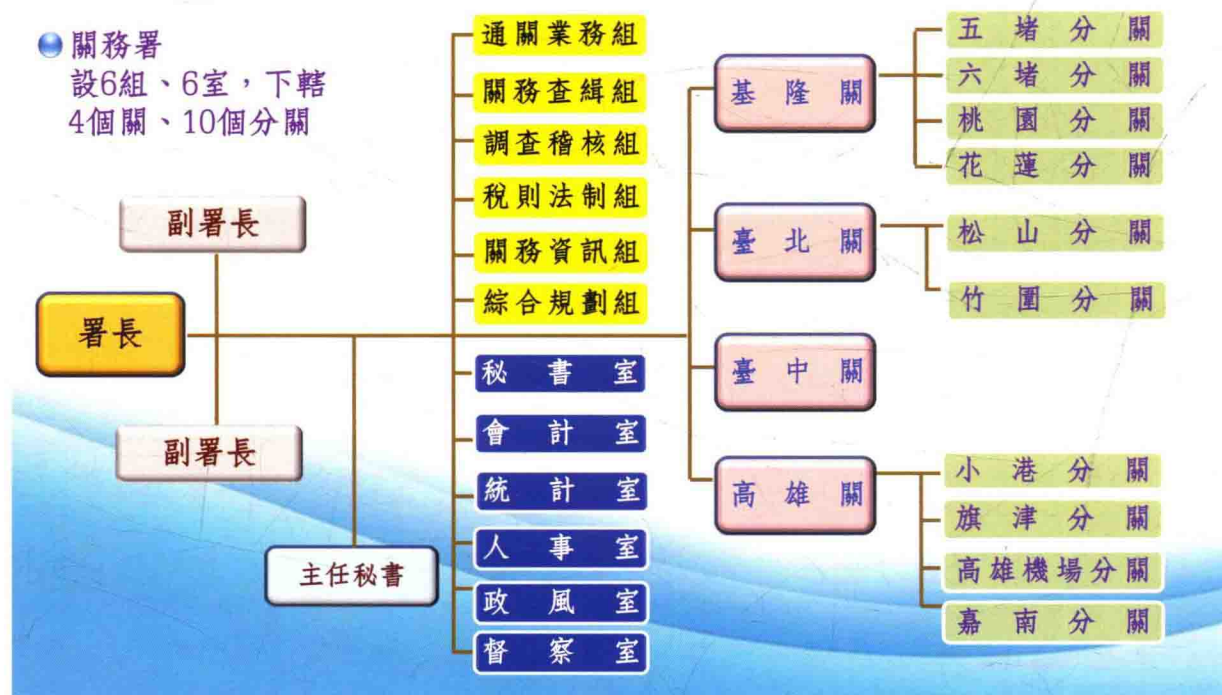 關務署
設6組、6室，下轄
4個關、10個分關
署長
副署長
副署長
主任秘書
通關業務組
關務查緝組
調查稽核組
稅則法制組
關務資訊組
綜合規劃組
秘書室
會計室
統計室
人事室
政風室
督察室
基隆關
五堵分關
六堵分關
桃園分關
花蓮分關
臺北關
松山分關
竹圍分關
臺中關
高雄關
小港分關
旗津分關
高雄機場分關
嘉南分關